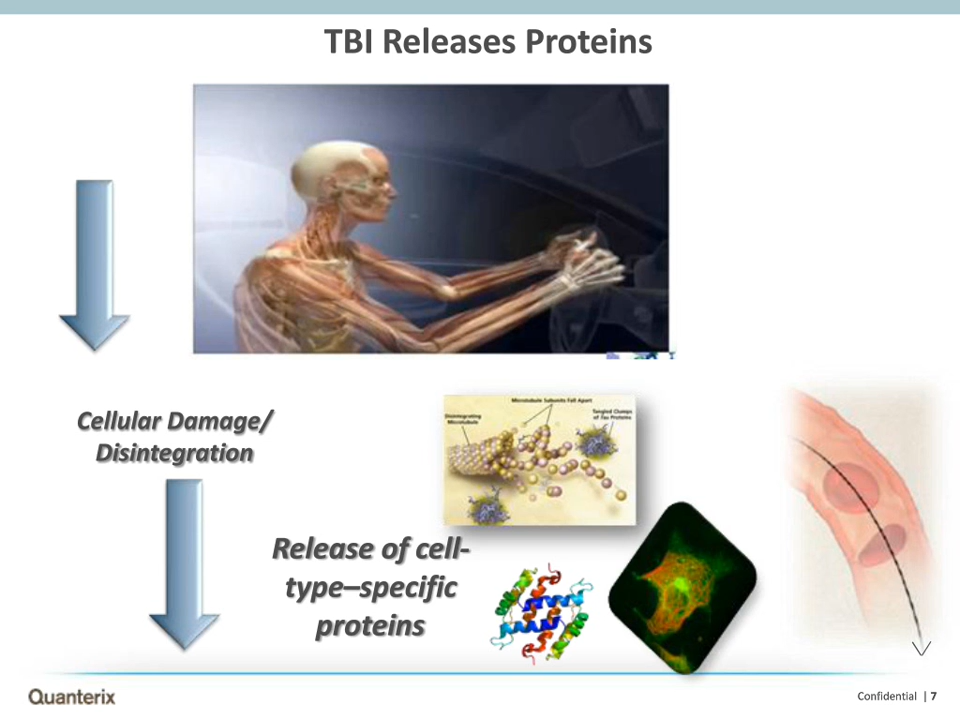 TBI Releases Proteins
Cellular Damage/
Disintegration
Microtubule Subunits Fall Apart
Disintegrating
Microtubule
Tangled Clumps
of Tau Proteins
Release of cell-
type–specific
proteins
Quanterix
Confidential | 7